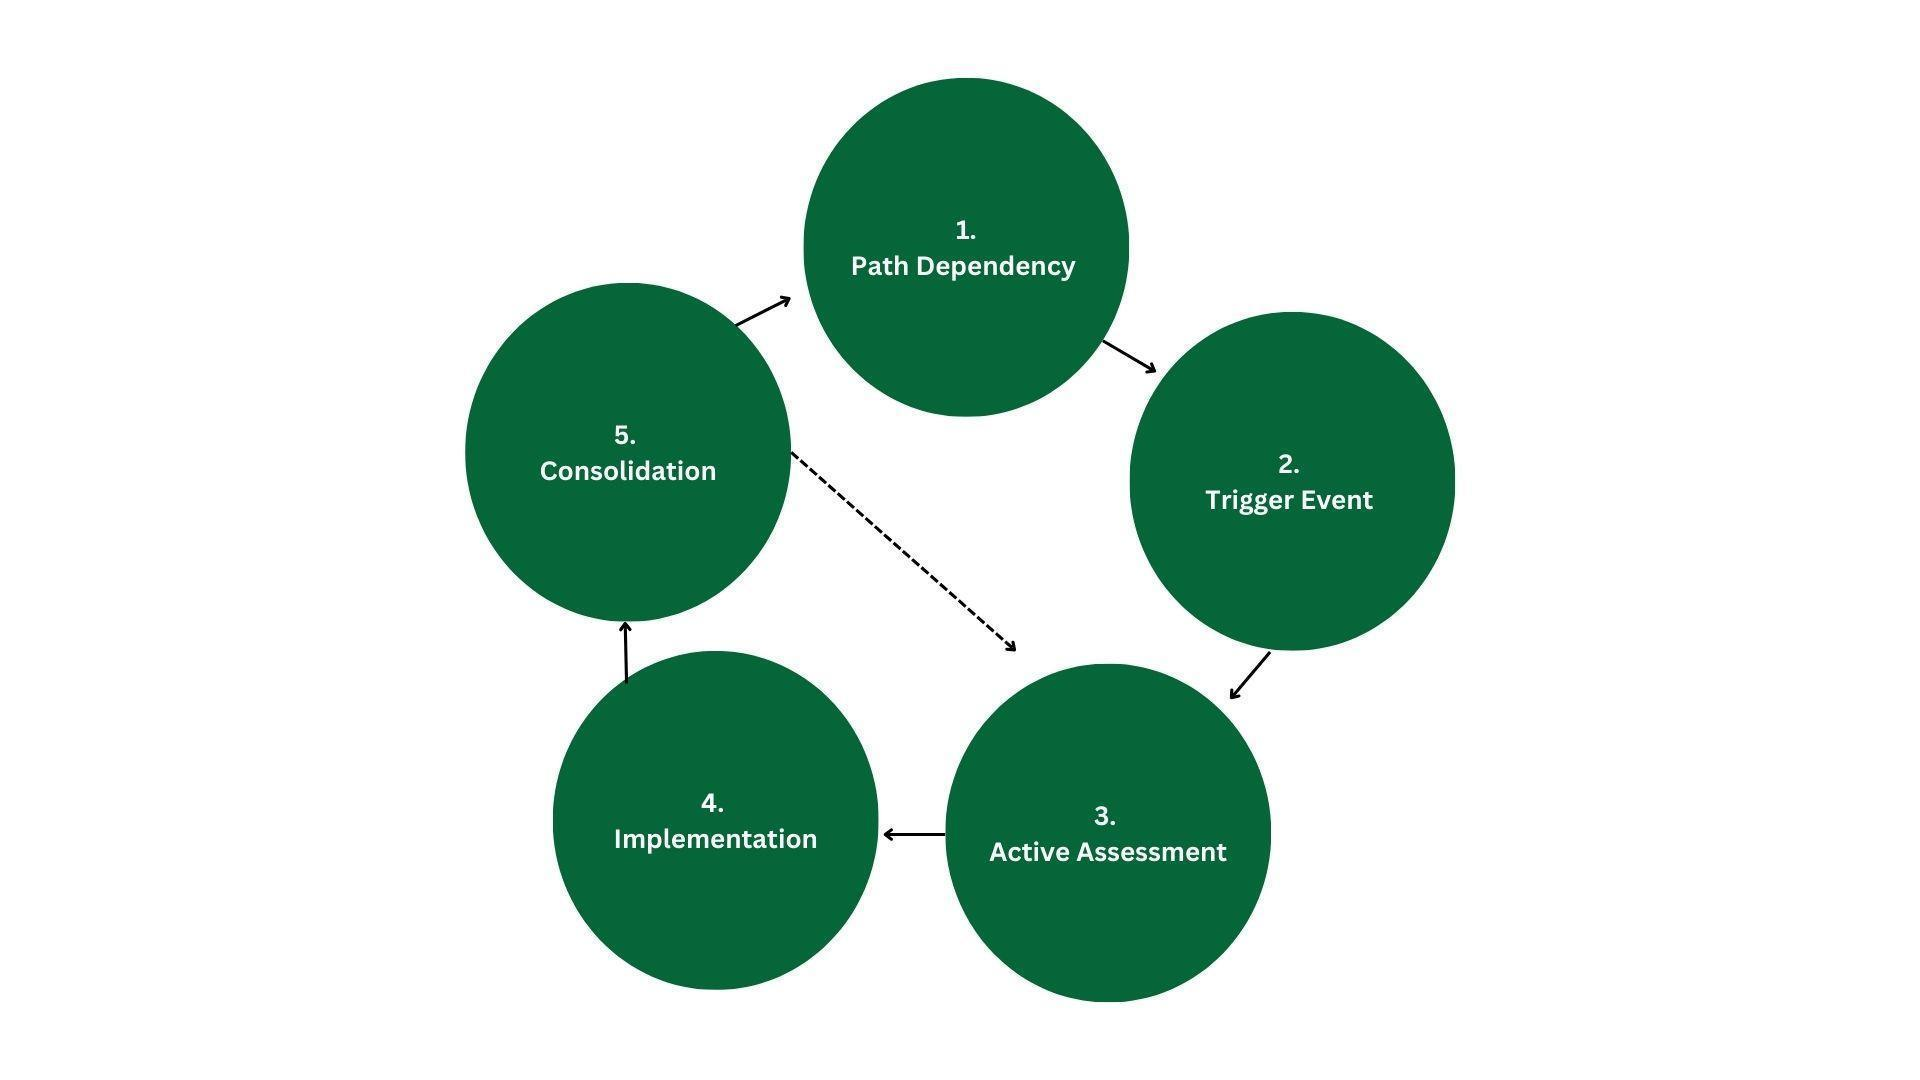 1.
Path Dependency
2.
Trigger Event
3.
Active Assessment
4.
Implementation
5.
Consolidation